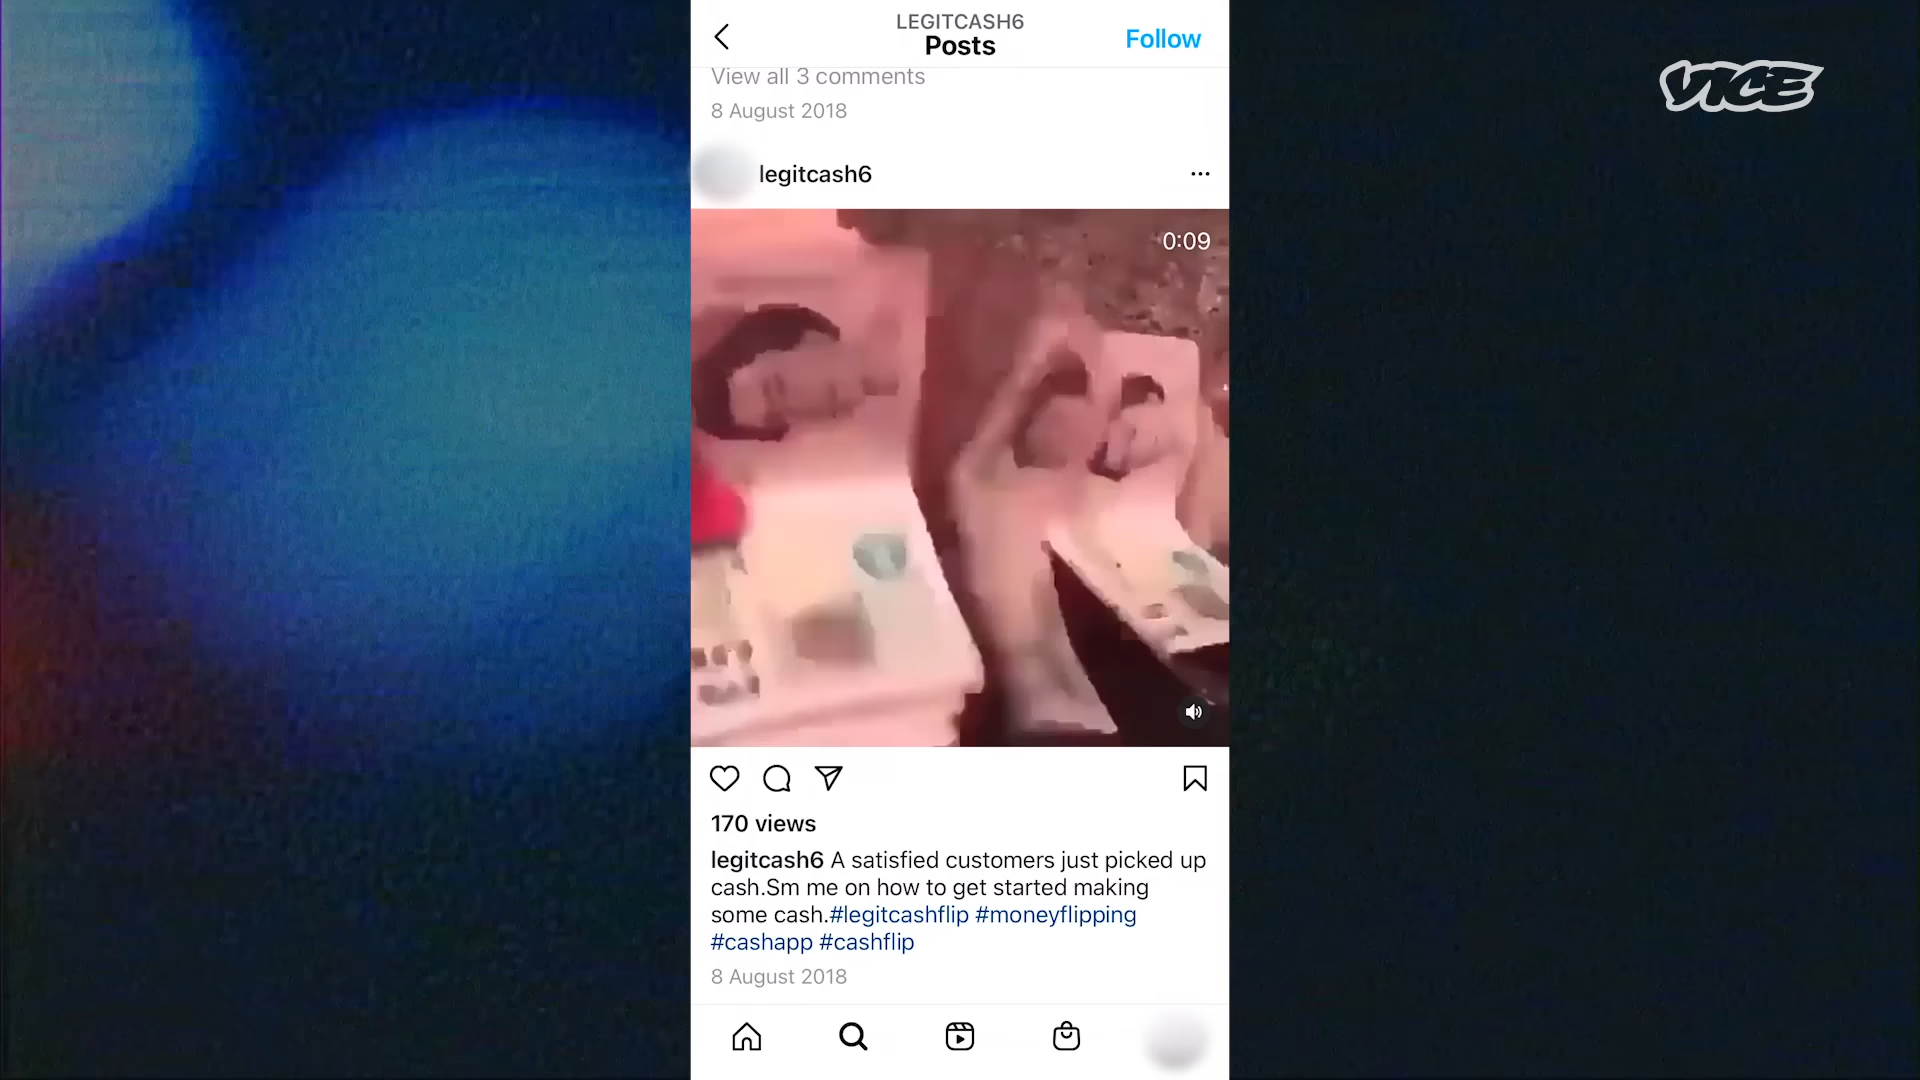 LEGITCASH6
Posts
Follow
VICE
View all 3 comments
8 August 2018
legitcash6
0:09
170 views
legitcash6 A satisfied customers just picked up
cash.Sm me on how to get started making
some cash.#legitcashflip #moneyflipping
#cashapp #cashflip
8 August 2018